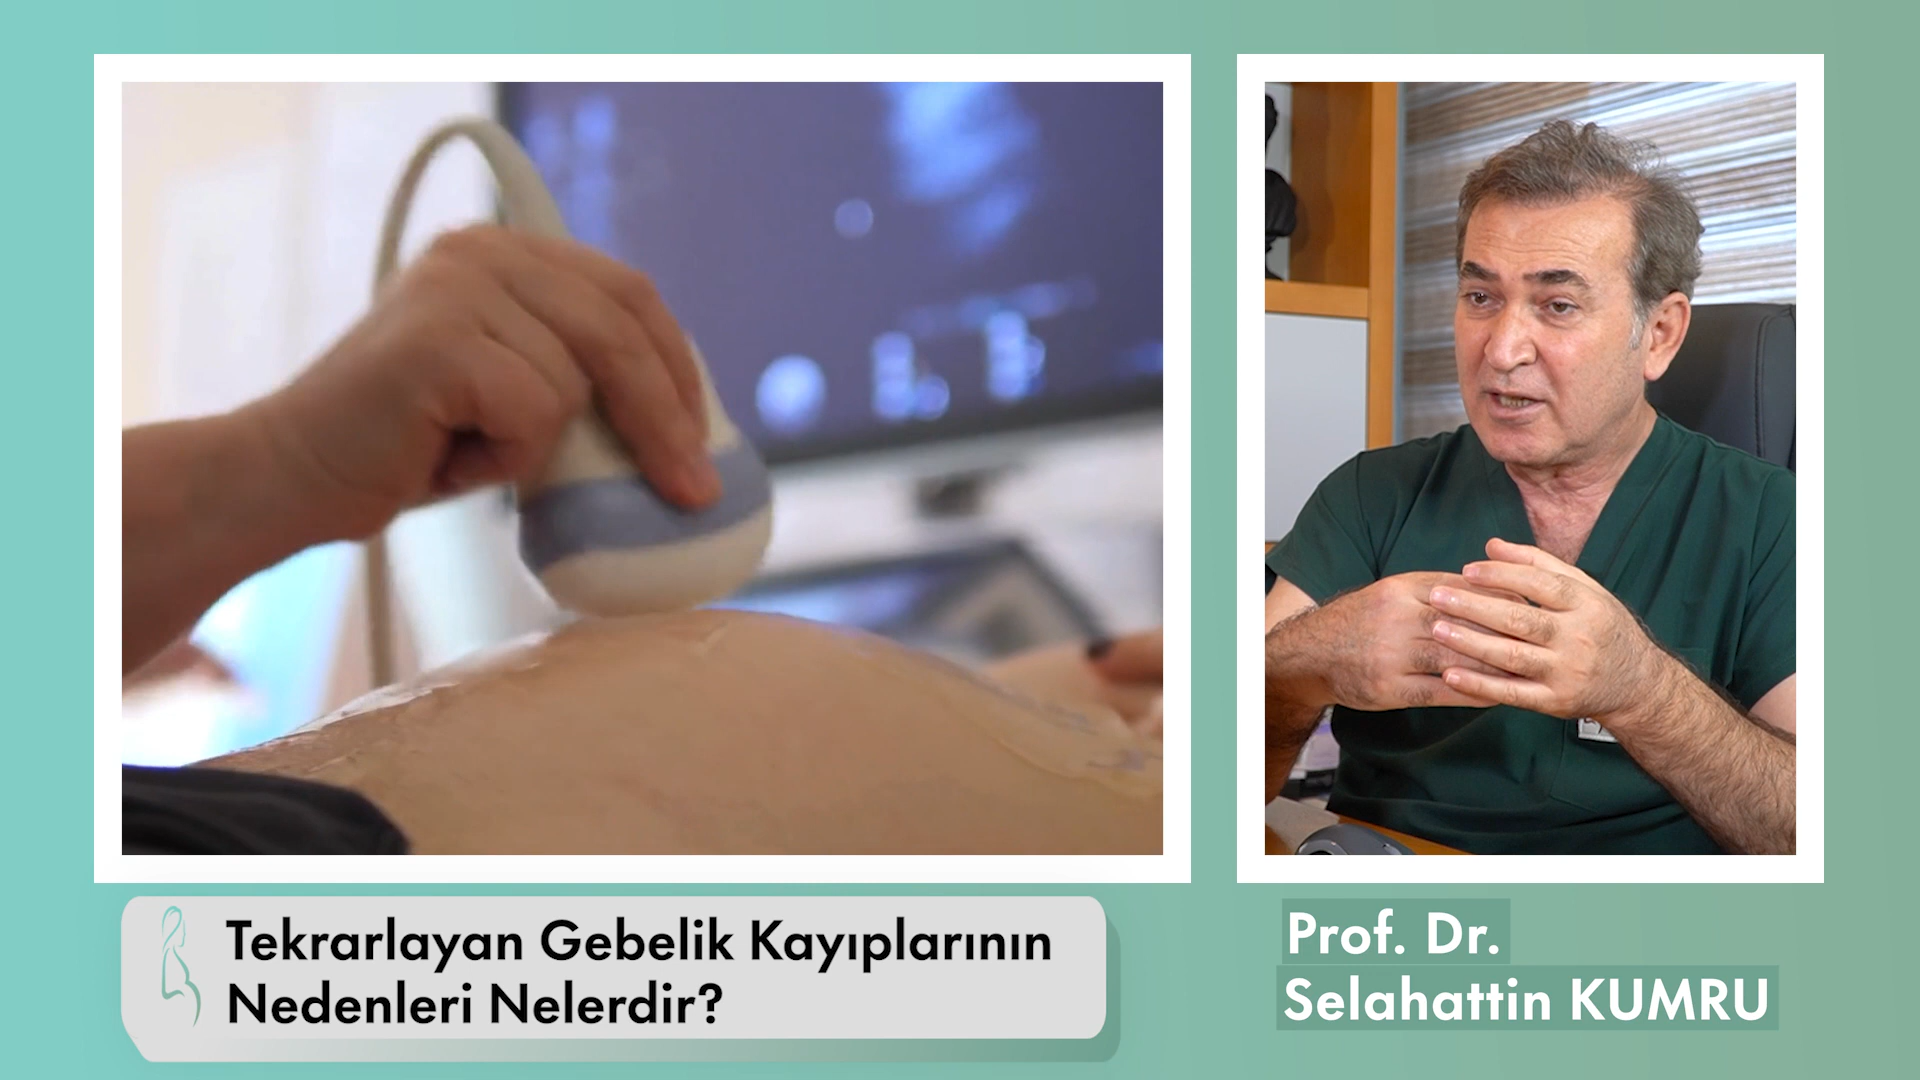 Tekrarlayan Gebelik Kayıplarının
Nedenleri Nelerdir?
Prof. Dr.
Selahattin KUMRU